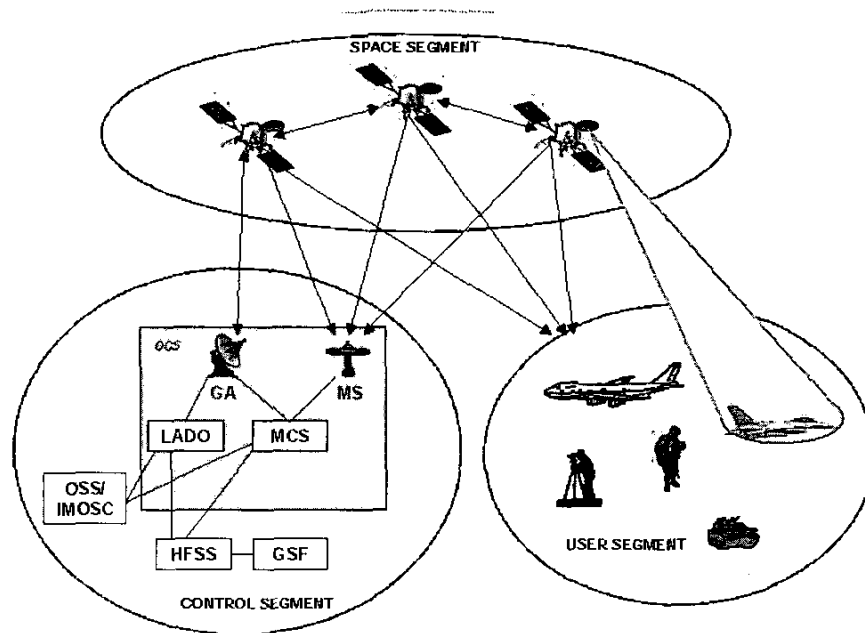 SPACE SEGMENT
OCS
GA
MS
LADO
MCS
OSS/
IMOSC
HFSS
GSF
CONTROL SEGMENT
USER SEGMENT